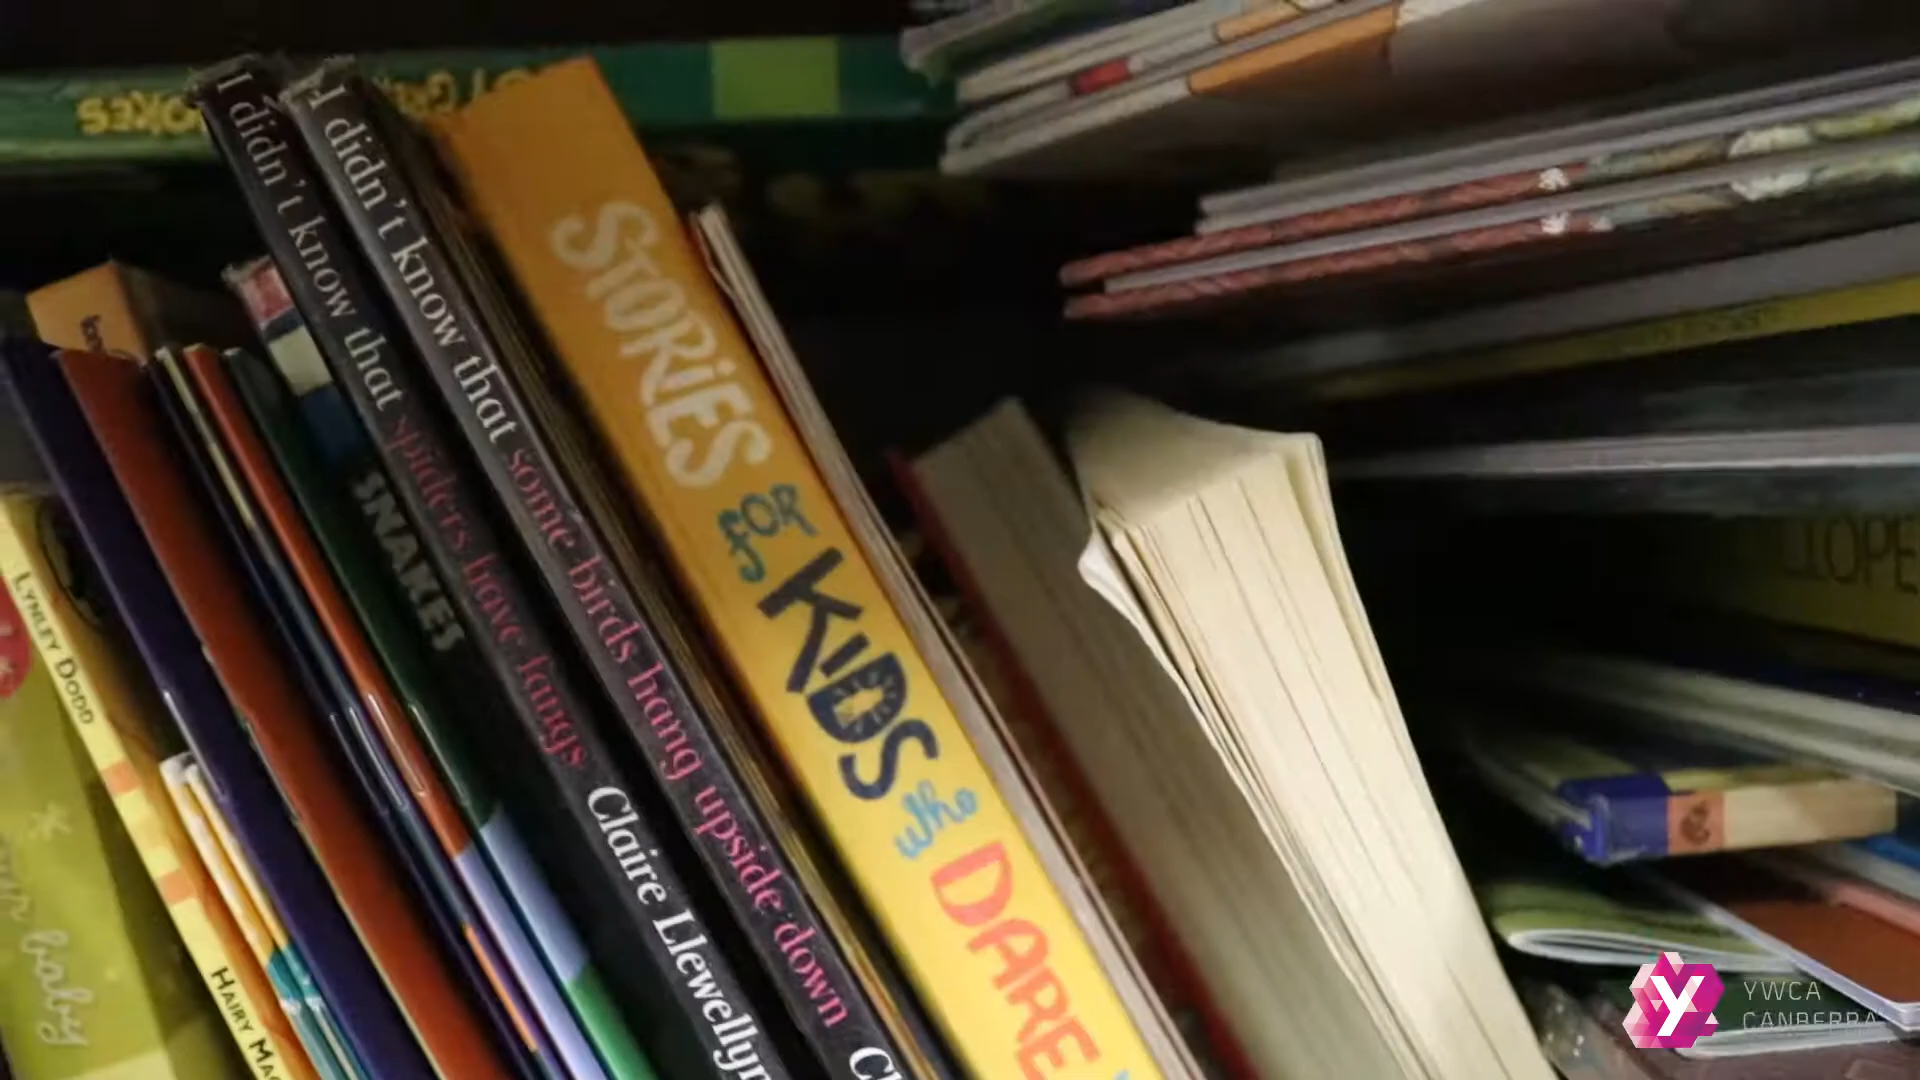 I didn't know that spiders have fangs Claire Llewellyn
I didn't know that some birds hang upside down
STORiES for KiDS who DARE
SNAKES
LYNLEY DODD
HAIRY
baby
YWCA
CANBERRA